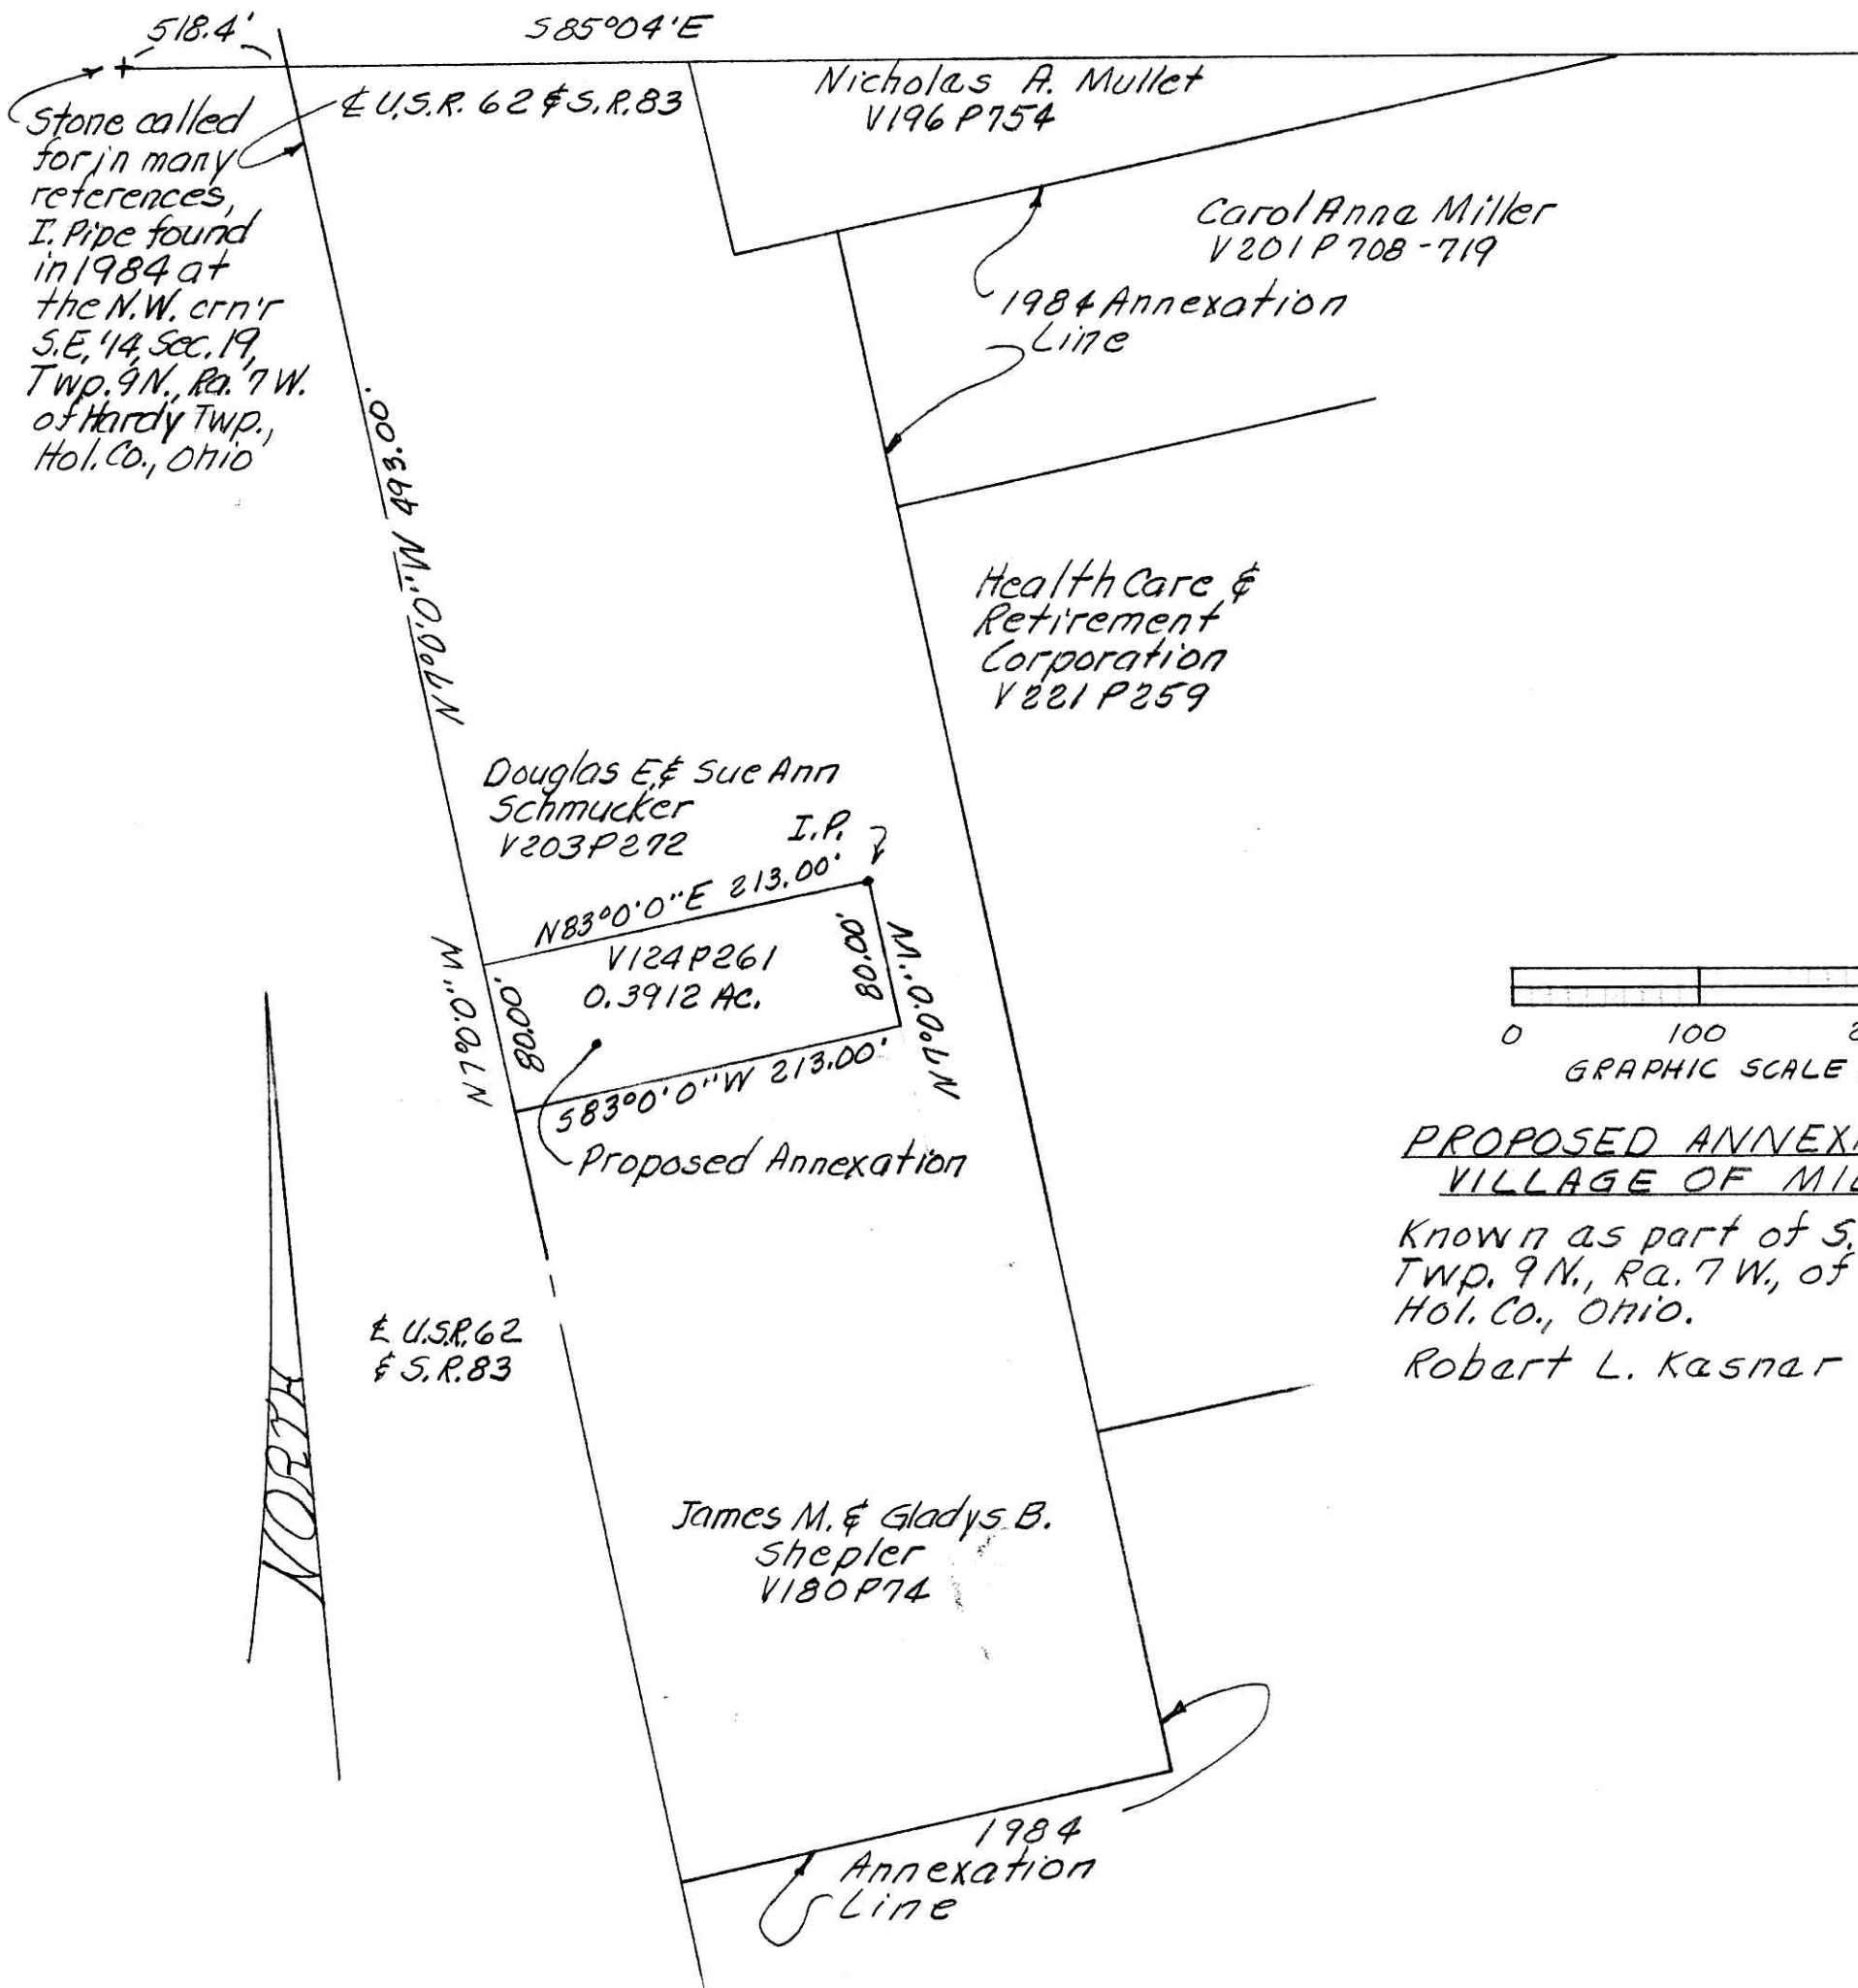 518.4'
S85°04'E
℄ U.S.R. 62 & S.R. 83
Nicholas A. Mullet
V196 P754
Stone called
for in many
references,
I. Pipe found
in 1984 at
the N.W. crn'r
S.E. 1/4, Sec. 19,
Twp. 9N., Ra. 7W.
of Hardy Twp.,
Hol. Co., Ohio
Carol Anne Miller
V201 P708-719
1984 Annexation
Line
N7°0'0"W 493.00'
Health Care &
Retirement
Corporation
V221 P259
Douglas E. & Sue Ann
Schmucker
V203 P272
I.P.
N83°0'0"E 213.00'
V124 P261
0.3912 AC.
N7°0'0"W
80.00'
80.00'
N7°0'0"W
S83°0'0"W 213.00'
Proposed Annexation
0 100
GRAPHIC SCALE
PROPOSED ANNEXA
VILLAGE OF MIL
Known as part of S.
Twp. 9N., Ra. 7W., of
Hol. Co., Ohio.
Robert L. Kasner
℄ U.S.R. 62
& S.R. 83
NORTH
James M. & Gladys B.
Shepler
V180 P74
1984
Annexation
Line